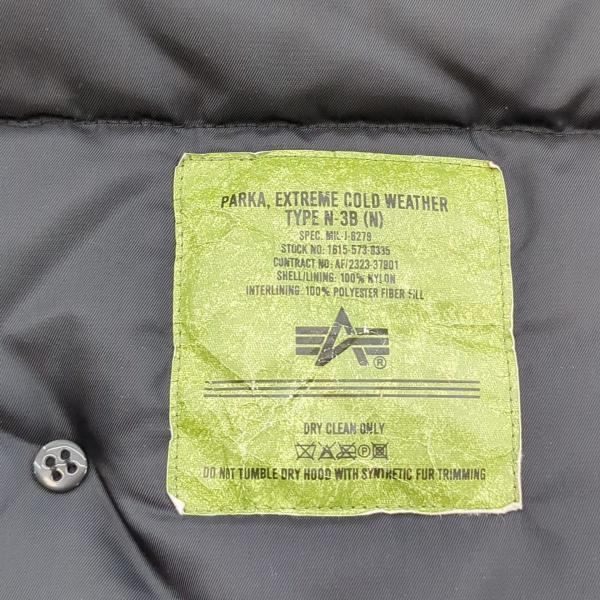 PARKA, EXTREME COLD WEATHER
TYPE N-3B (N)
SPEC. MIL-J-6279
STOCK NO: 1615-573-8335
CONTRACT NO: AF/2323-37901
SHELL/LINING: 100% NYLON
INTERLINING: 100% POLYESTER FIBER FILL
A
®
DRY CLEAN ONLY
P
DO NOT TUMBLE DRY HOOD WITH SYNTHETIC FUR TRIMMING